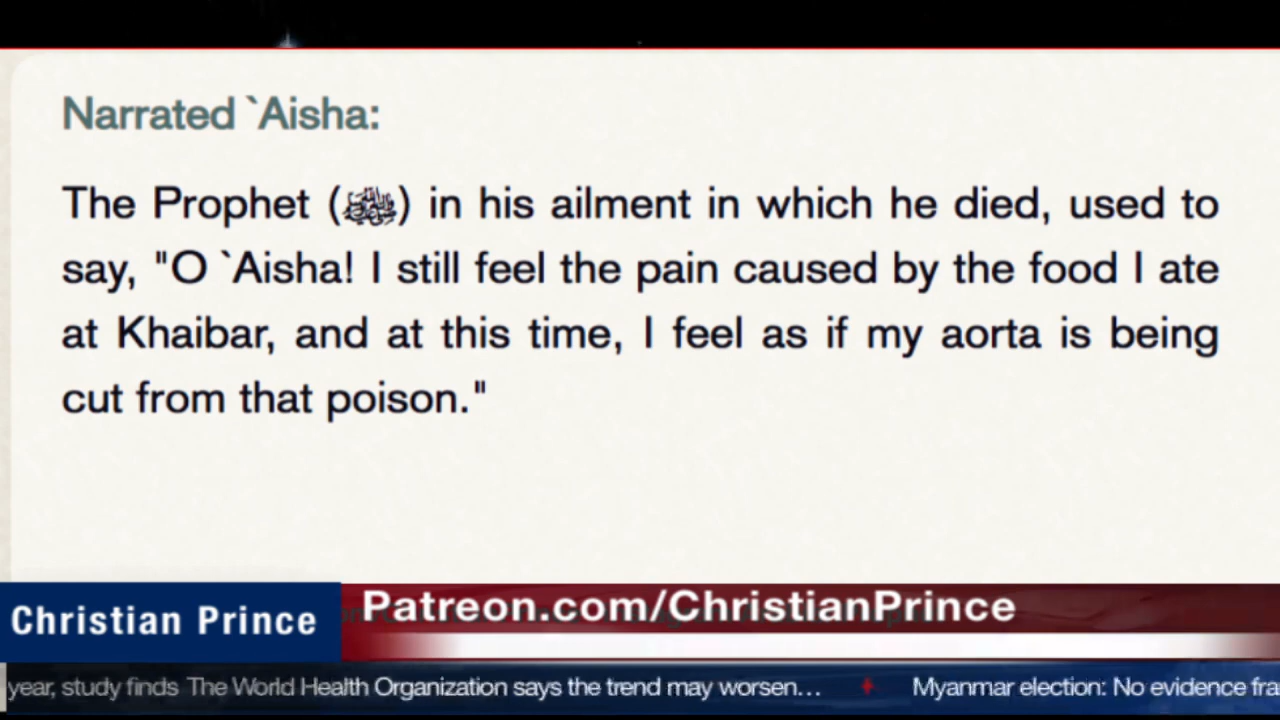 Narrated `Aisha:
The Prophet (ﷺ) in his ailment in which he died, used to
say, "O `Aisha! I still feel the pain caused by the food I ate
at Khaibar, and at this time, I feel as if my aorta is being
cut from that poison."
Christian Prince
Patreon.com/ChristianPrince
year, study finds The World Health Organization says the trend may worsen... Myanmar election: No evidence fra